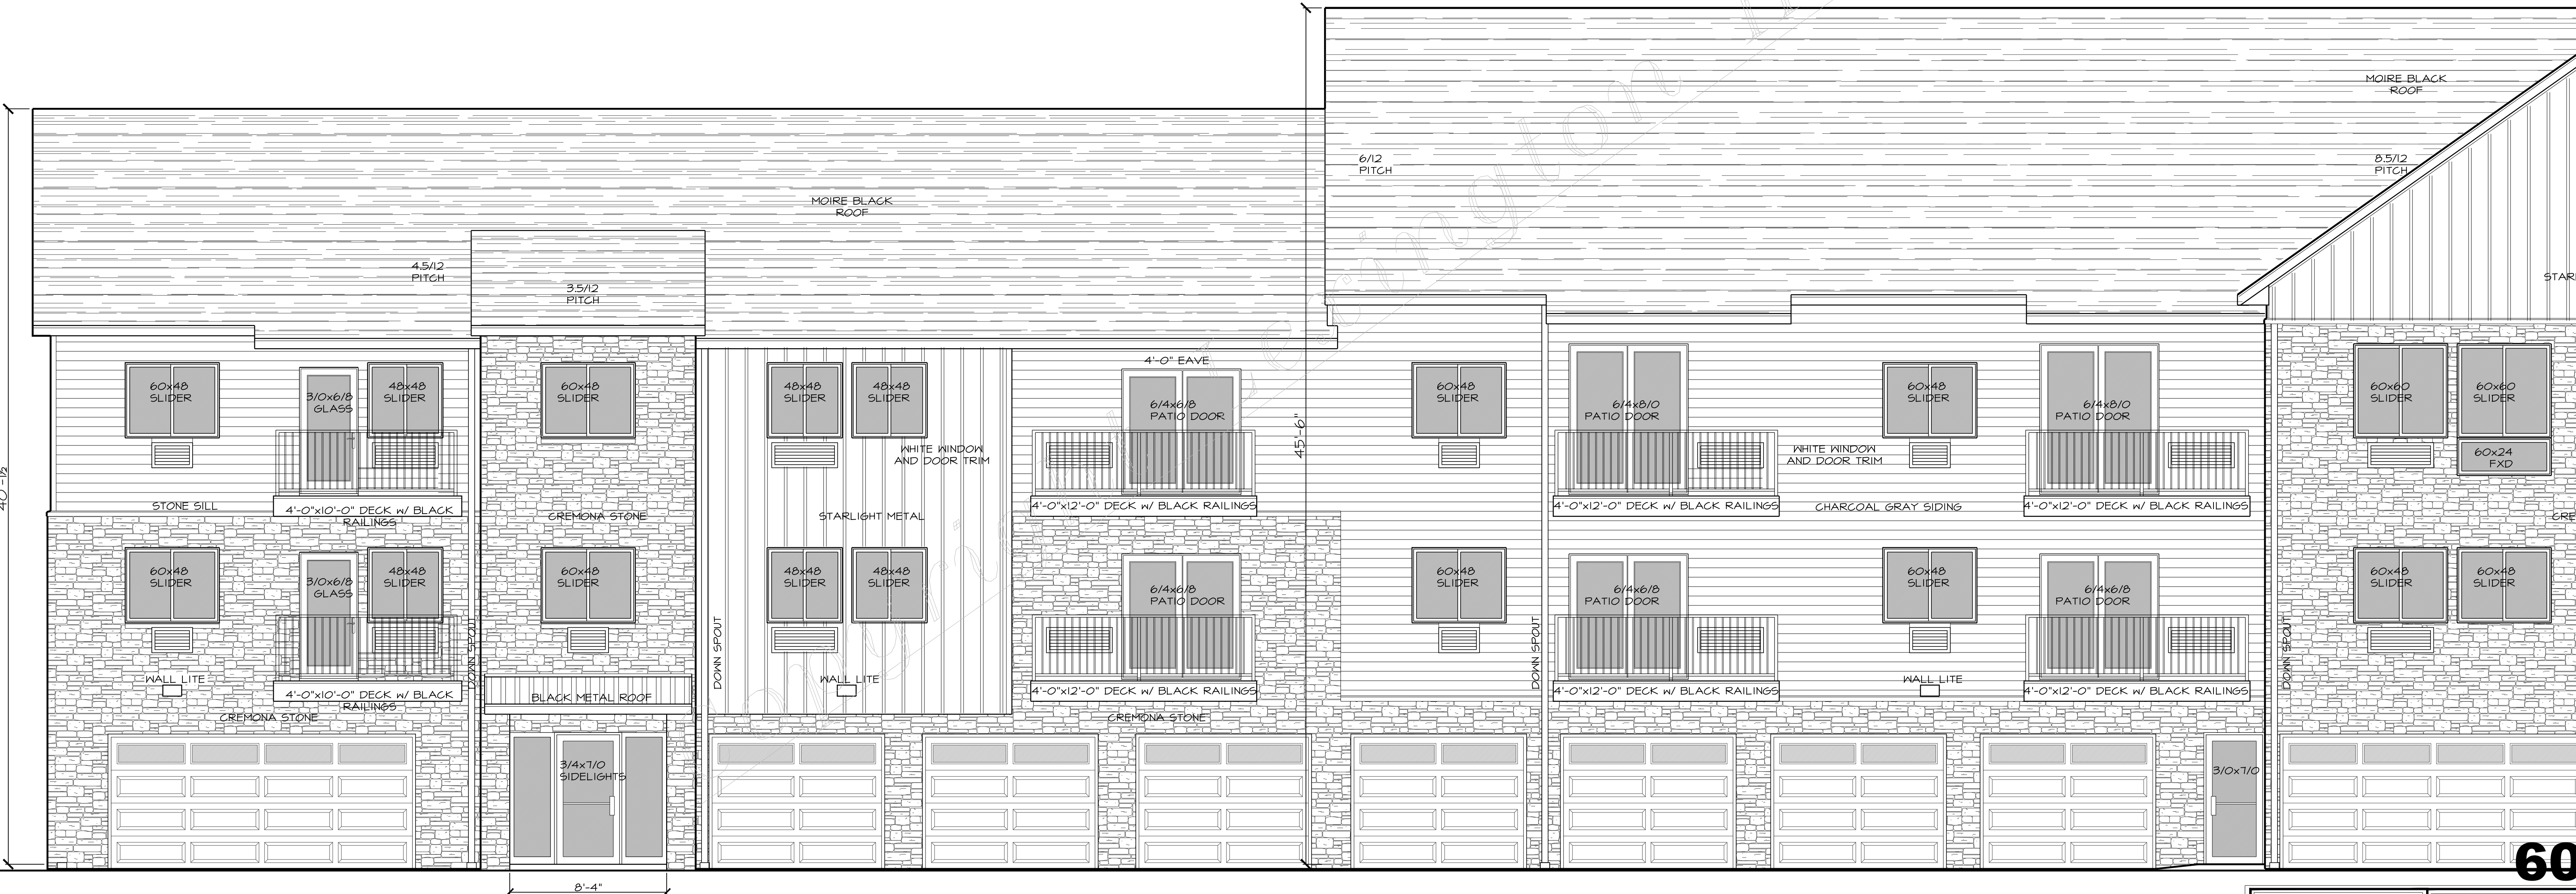 MOIRE BLACK
ROOF
6/12
PITCH
8.5/12
PITCH
MOIRE BLACK
ROOF
4.5/12
PITCH
3.5/12
PITCH
STAR
4'-0" EAVE
60x48
SLIDER
3/0x6/8
GLASS
48x48
SLIDER
60x48
SLIDER
48x48
SLIDER
48x48
SLIDER
6/4x6/8
PATIO DOOR
45'-6"
60x48
SLIDER
6/4x8/0
PATIO DOOR
60x48
SLIDER
6/4x8/0
PATIO DOOR
60x60
SLIDER
60x60
SLIDER
WHITE WINDOW
AND DOOR TRIM
WHITE WINDOW
AND DOOR TRIM
60x24
FXD
STONE SILL
4'-0"x10'-0" DECK w/ BLACK
RAILINGS
CREMONA STONE
STARLIGHT METAL
4'-0"x12'-0" DECK w/ BLACK RAILINGS
4'-0"x12'-0" DECK w/ BLACK RAILINGS
CHARCOAL GRAY SIDING
4'-0"x12'-0" DECK w/ BLACK RAILINGS
CRE
60x48
SLIDER
3/0x6/8
GLASS
48x48
SLIDER
60x48
SLIDER
48x48
SLIDER
48x48
SLIDER
6/4x6/8
PATIO DOOR
60x48
SLIDER
6/4x6/8
PATIO DOOR
60x48
SLIDER
6/4x6/8
PATIO DOOR
60x48
SLIDER
60x48
SLIDER
DOWN SPOUT
DOWN SPOUT
DOWN SPOUT
DOWN SPOUT
WALL LITE
4'-0"x10'-0" DECK w/ BLACK
RAILINGS
BLACK METAL ROOF
WALL LITE
4'-0"x12'-0" DECK w/ BLACK RAILINGS
4'-0"x12'-0" DECK w/ BLACK RAILINGS
WALL LITE
4'-0"x12'-0" DECK w/ BLACK RAILINGS
CREMONA STONE
CREMONA STONE
3/4x7/0
SIDELIGHTS
3/0x7/0
60
8'-4"